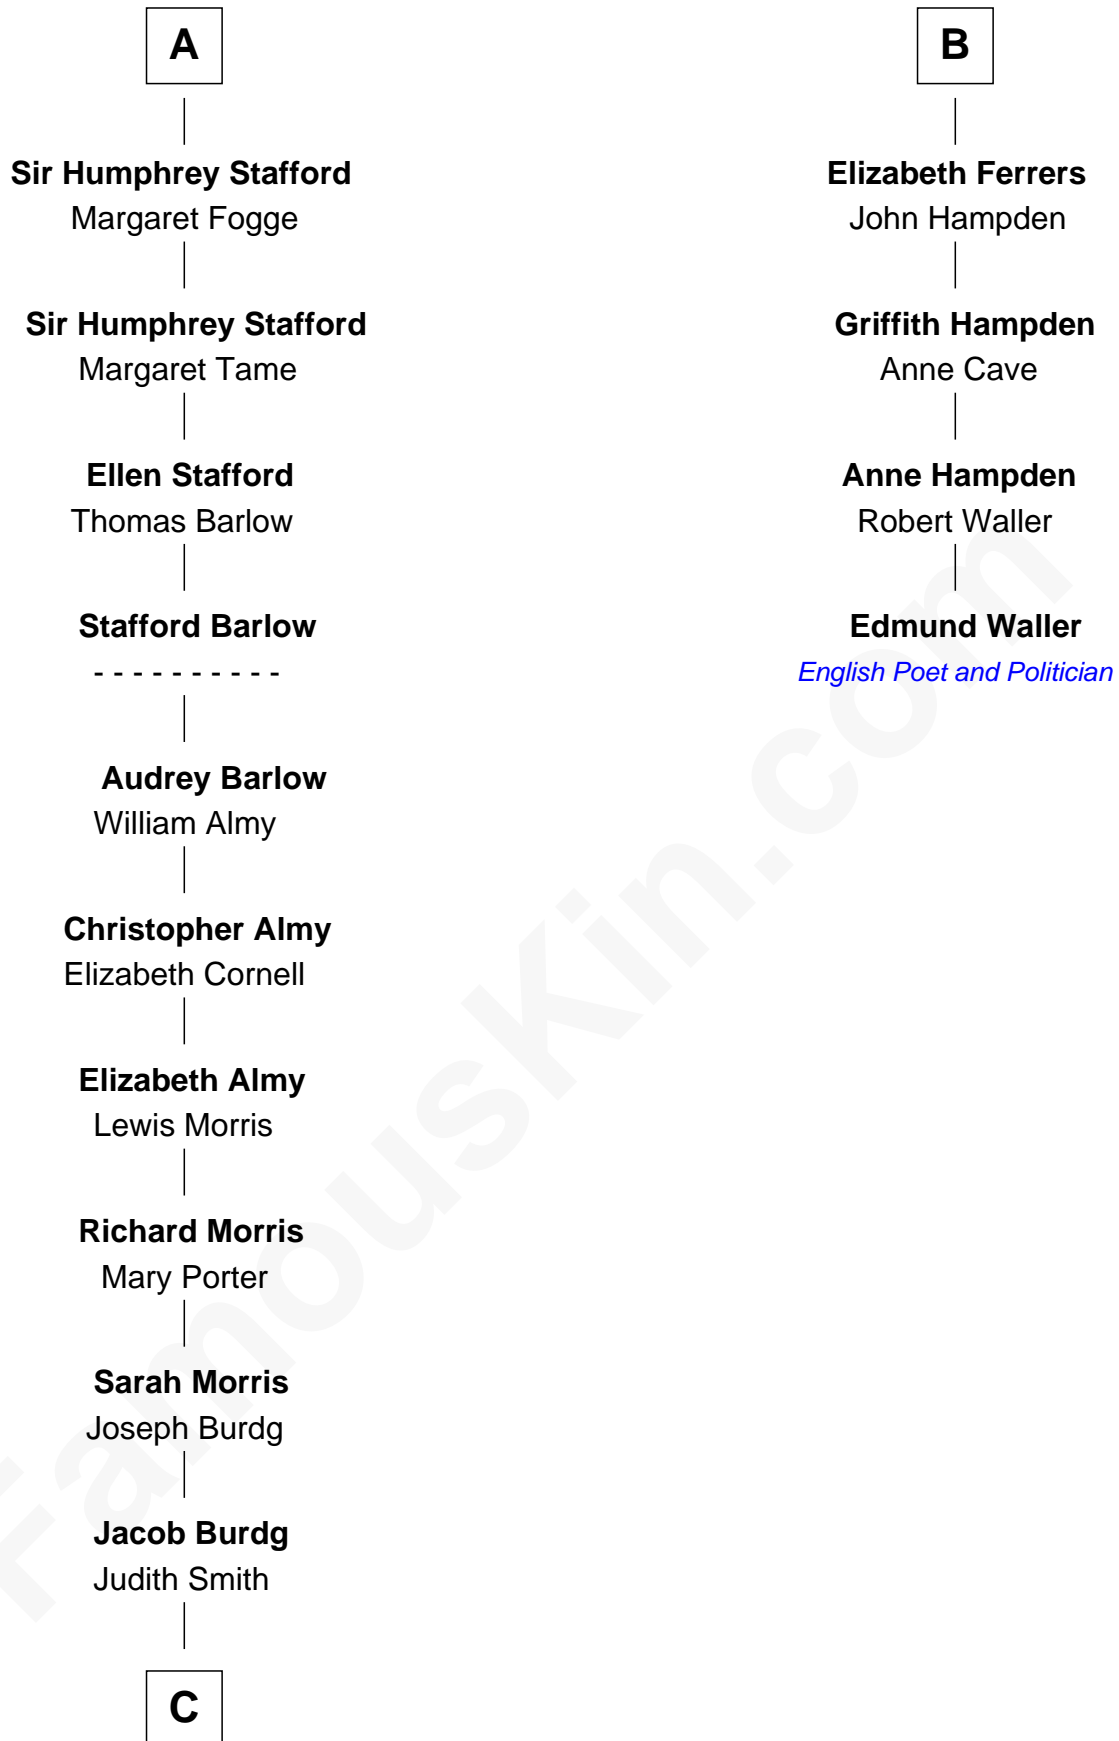 A
Sir Humphrey Stafford
Margaret Fogge
Sir Humphrey Stafford
Margaret Tame
Ellen Stafford
Thomas Barlow
Stafford Barlow
- - - - - - - - - -
Audrey Barlow
William Almy
Christopher Almy
Elizabeth Cornell
Elizabeth Almy
Lewis Morris
Richard Morris
Mary Porter
Sarah Morris
Joseph Burdg
Jacob Burdg
Judith Smith
C
B
Elizabeth Ferrers
John Hampden
Griffith Hampden
Anne Cave
Anne Hampden
Robert Waller
Edmund Waller
English Poet and Politician
FamousKin.com